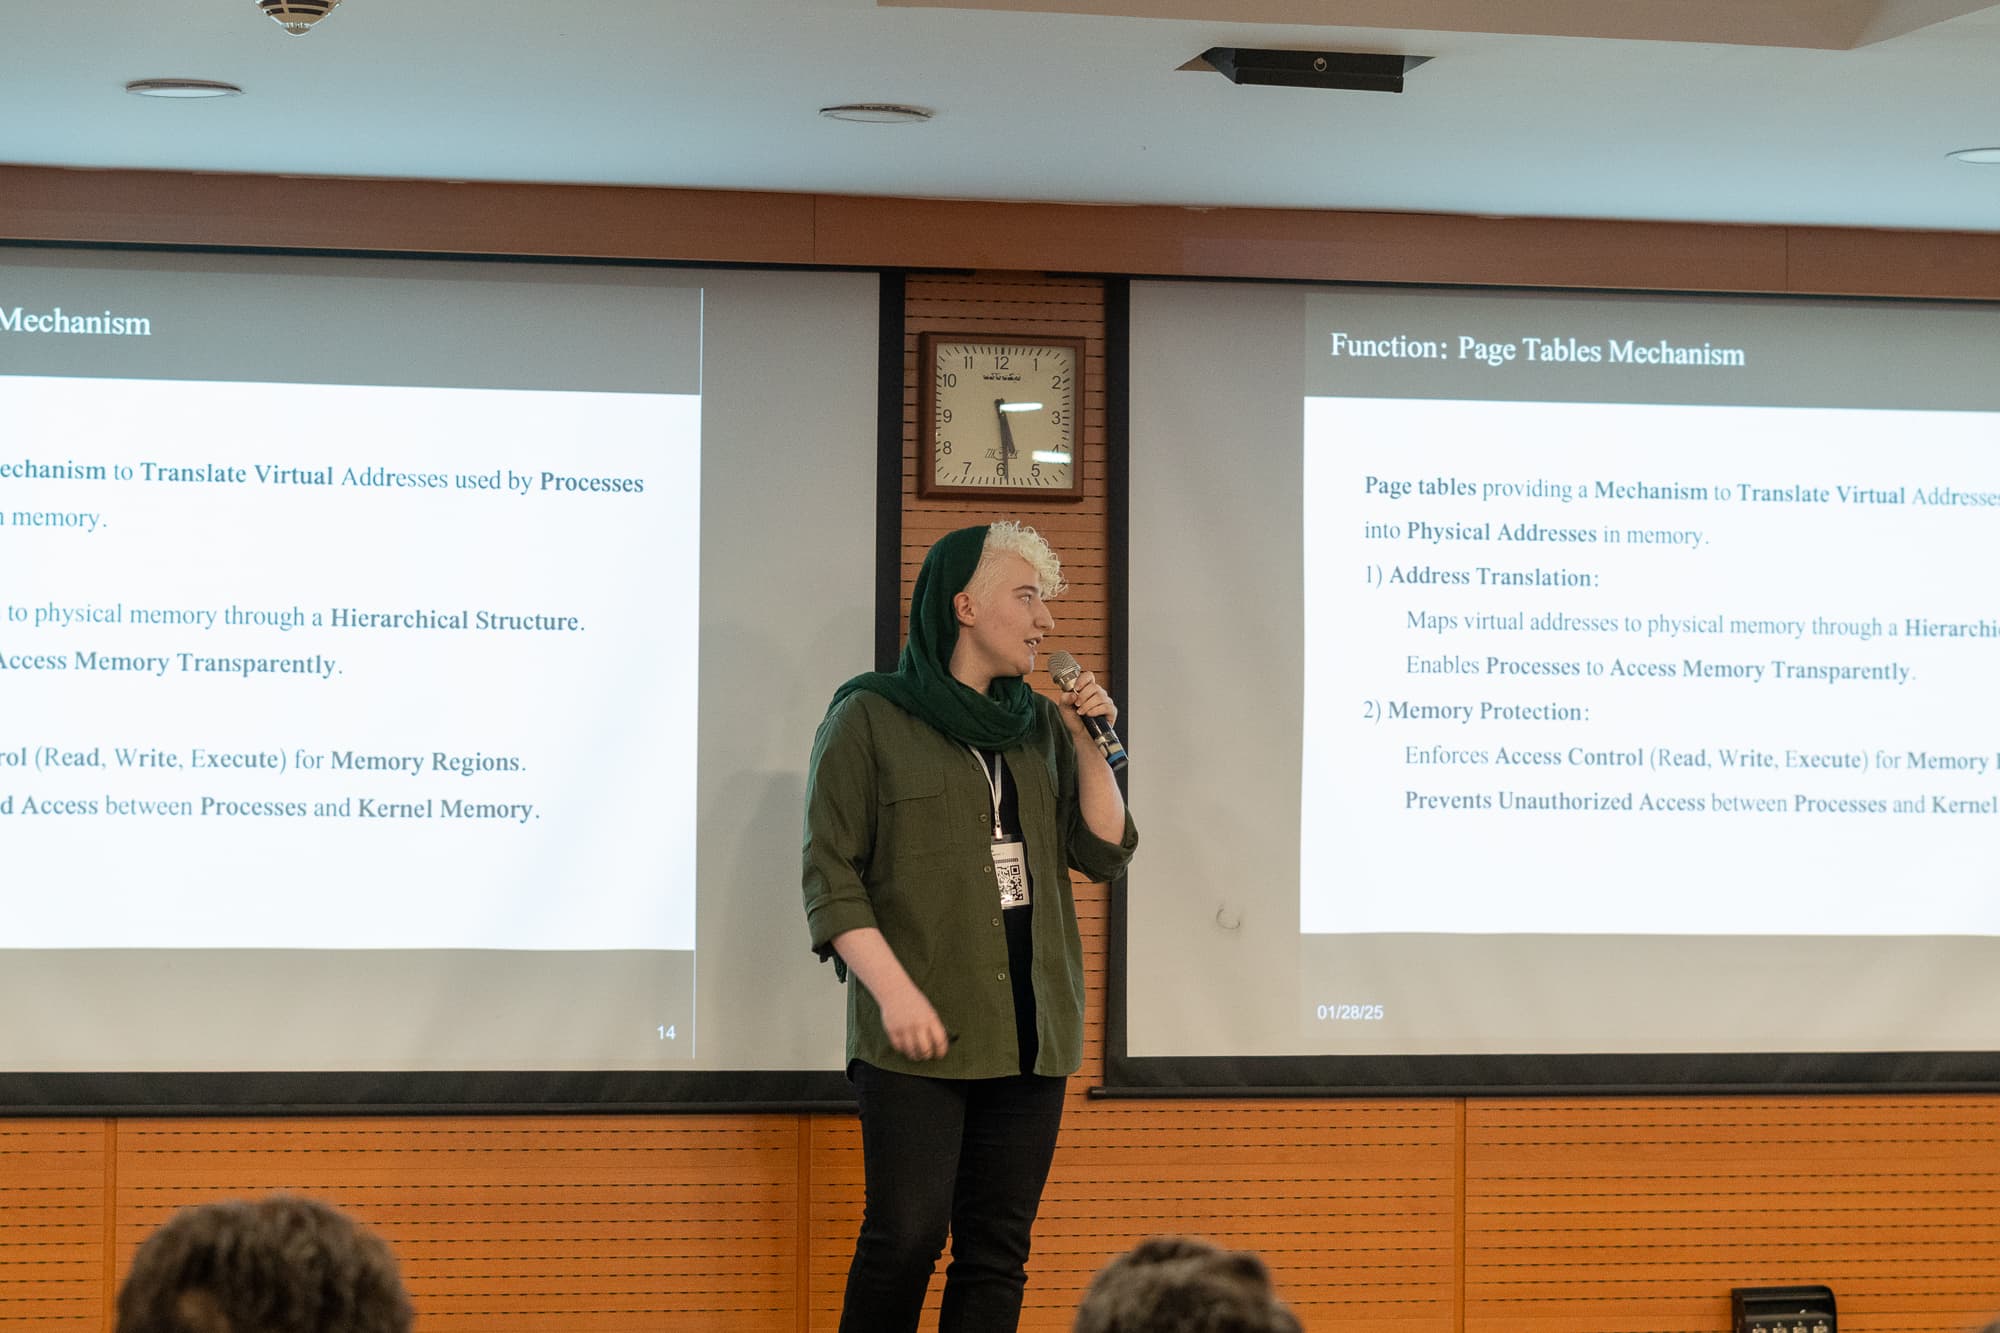 Mechanism
echanism to Translate Virtual Addresses used by Processes
memory.
to physical memory through a Hierarchical Structure.
Access Memory Transparently.
rol (Read, Write, Execute) for Memory Regions.
d Access between Processes and Kernel Memory.
14
11 12 1
10 2
9 3
8 4
7 6 5
Function: Page Tables Mechanism
Page tables providing a Mechanism to Translate Virtual Addresses
into Physical Addresses in memory.
1) Address Translation:
Maps virtual addresses to physical memory through a Hierarchi
Enables Processes to Access Memory Transparently.
2) Memory Protection:
Enforces Access Control (Read, Write, Execute) for Memory
Prevents Unauthorized Access between Processes and Kernel
01/28/25